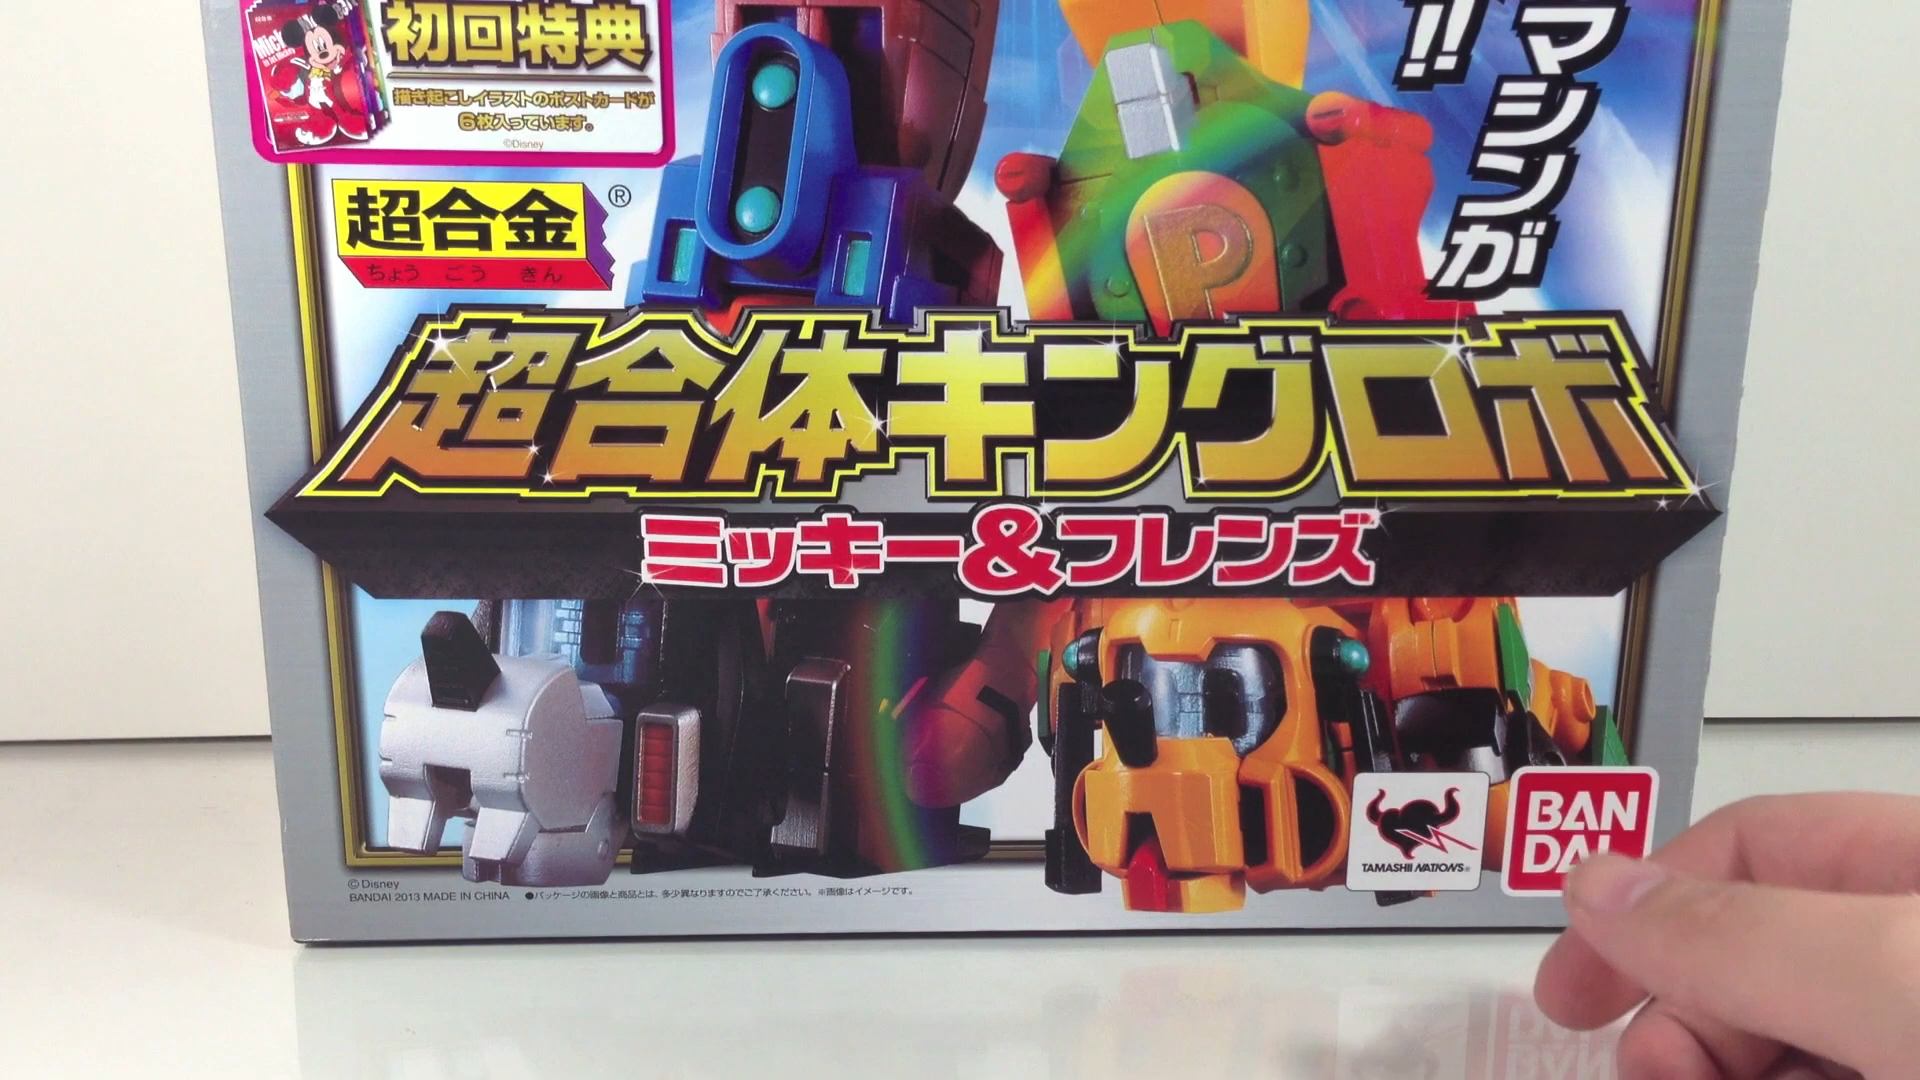 初回特典
描き起こしイラストのポストカードが
6枚入っています。
©Disney
マシンが
!!
超合金®
ちょう ごう きん
P
超合体キングロボ
ミッキー&フレンズ
TAMASHII NATIONS®
BAN
DAI
©Disney
BANDAI 2013 MADE IN CHINA ●パッケージの画像と商品とは、多少異なりますのでご了承ください。※画像はイメージです。